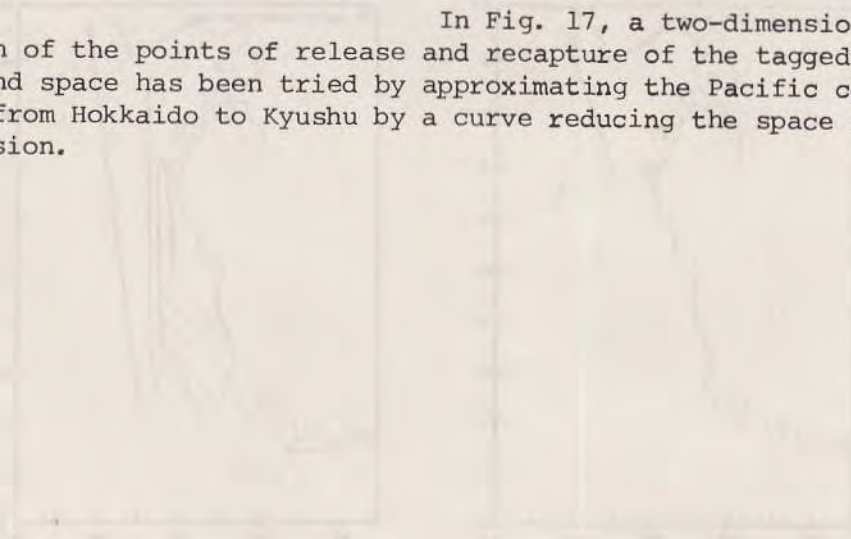 In Fig. 17, a two-dimensio
n of the points of release and recapture of the tagged
nd space has been tried by approximating the Pacific c
from Hokkaido to Kyushu by a curve reducing the space
sion.